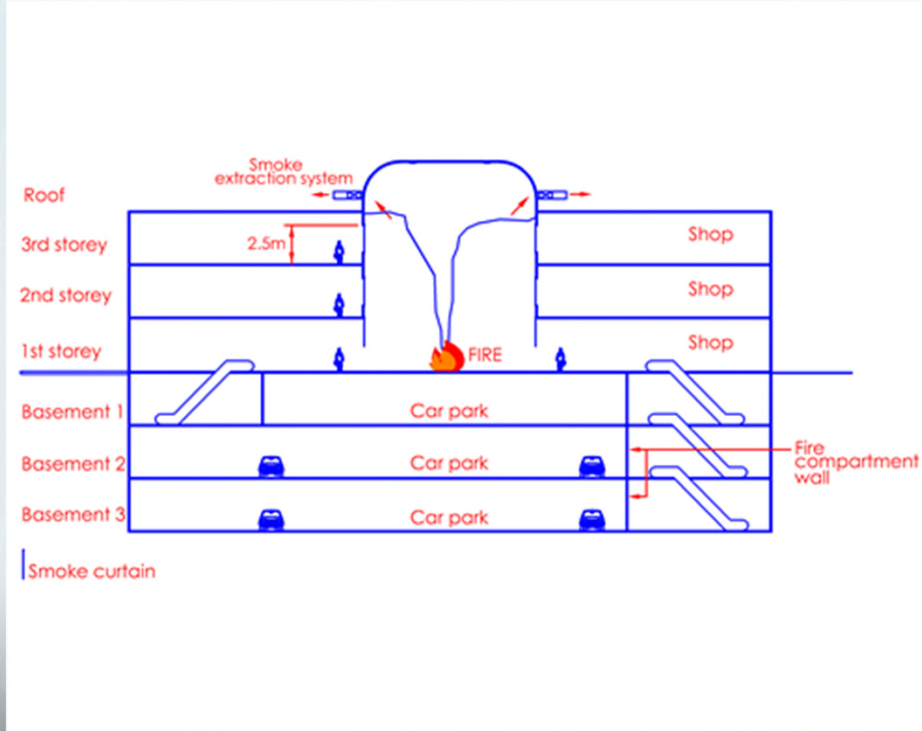 Smoke
extraction system
Roof
3rd storey
2.5m
Shop
2nd storey
Shop
1st storey
FIRE
Shop
Basement 1
Car park
Basement 2
Car park
Fire
compartment
wall
Basement 3
Car park
Smoke curtain